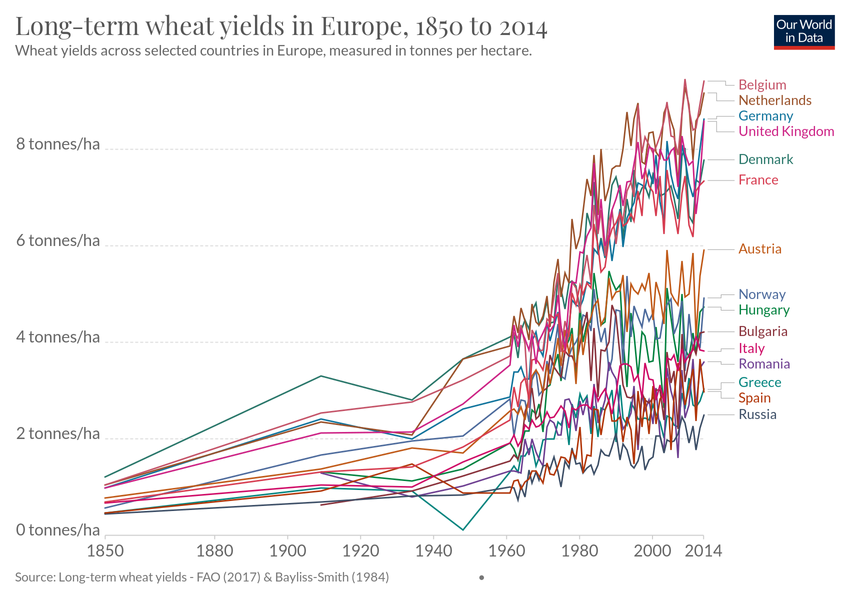 Long-term wheat yields in Europe, 1850 to 2014
Wheat yields across selected countries in Europe, measured in tonnes per hectare.
Our World
in Data
Belgium
Netherlands
Germany
United Kingdom
8 tonnes/ha
Denmark
France
6 tonnes/ha
Austria
Norway
Hungary
4 tonnes/ha
Bulgaria
Italy
Romania
Greece
Spain
Russia
2 tonnes/ha
0 tonnes/ha
1850 1880 1900 1920 1940 1960 1980 2000 2014
Source: Long-term wheat yields - FAO (2017) & Bayliss-Smith (1984)